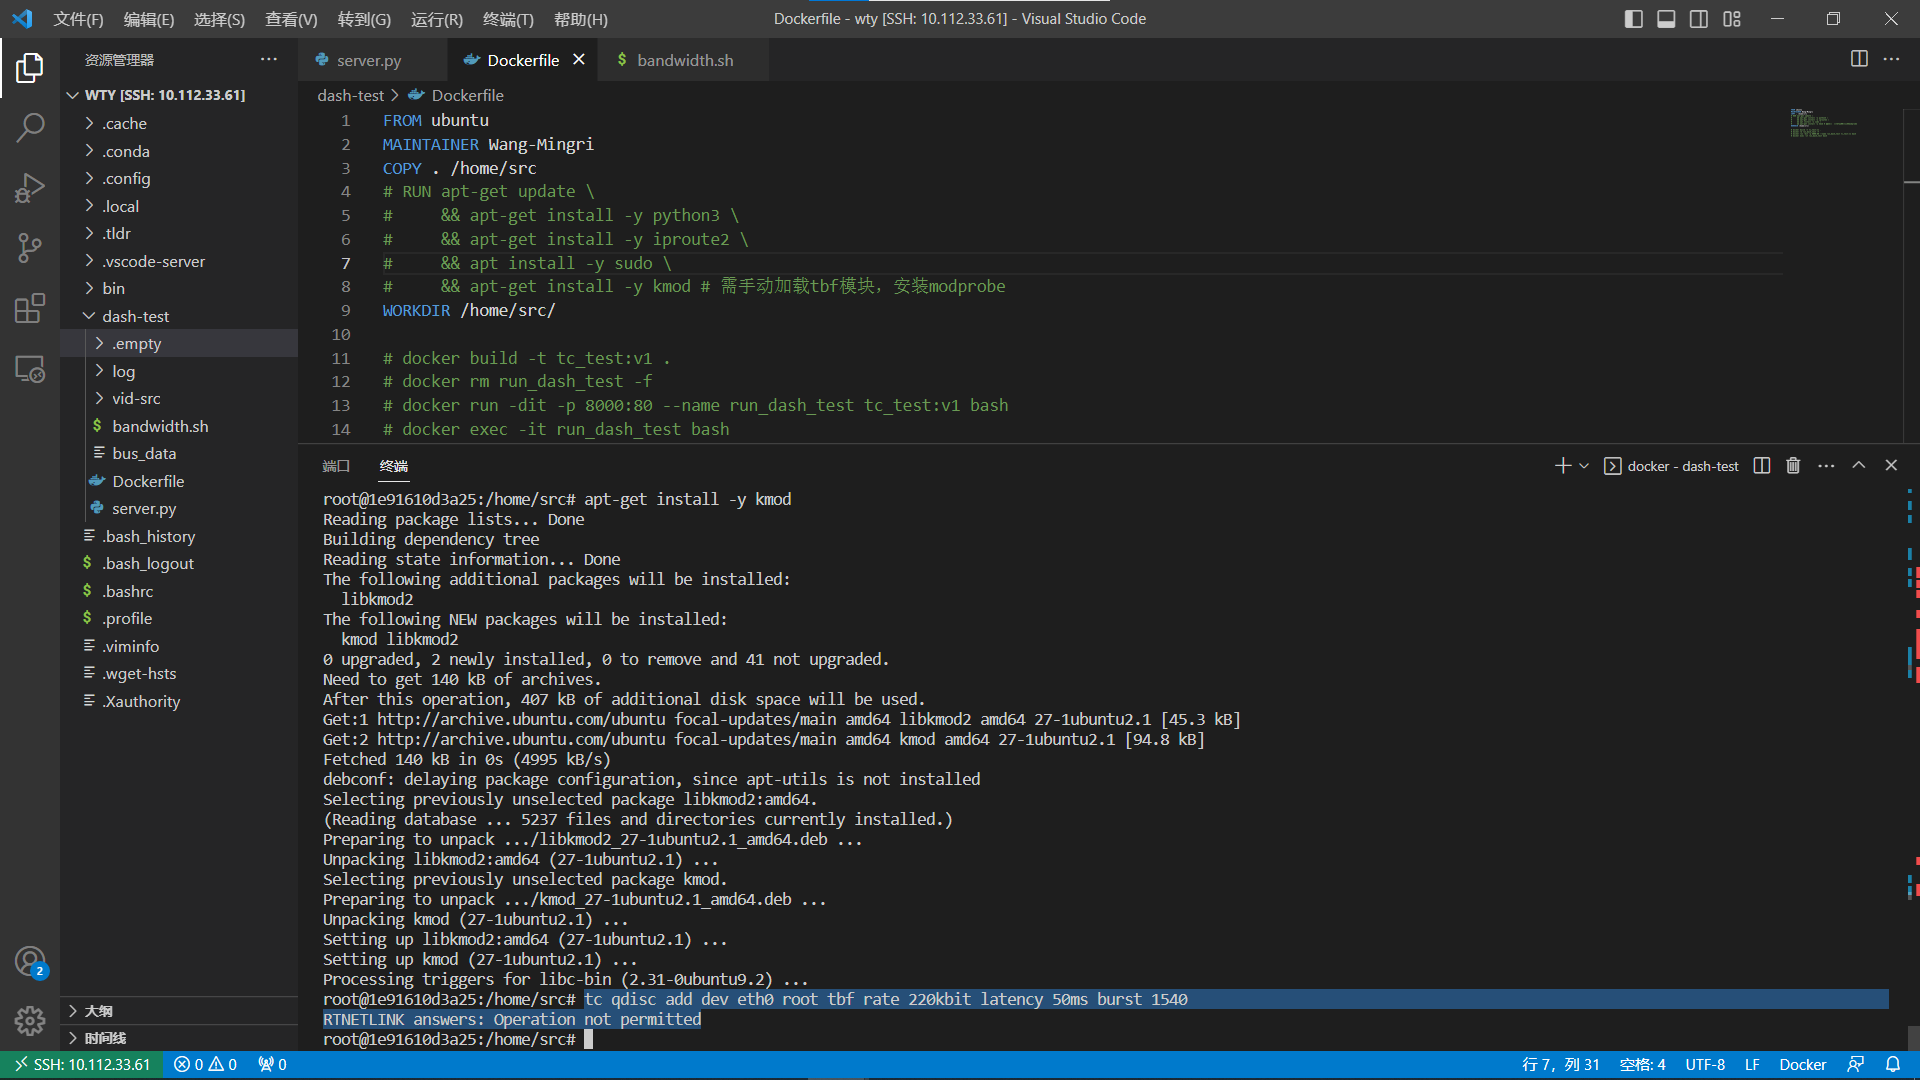 文件(F) 编辑(E) 选择(S) 查看(V) 转到(G) 运行(R) 终端(T) 帮助(H)
Dockerfile - wty [SSH: 10.112.33.61] - Visual Studio Code
资源管理器
WTY [SSH: 10.112.33.61]
.cache
.conda
.config
.local
.tldr
.vscode-server
bin
dash-test
.empty
log
vid-src
bandwidth.sh
bus_data
Dockerfile
server.py
.bash_history
.bash_logout
.bashrc
.profile
.viminfo
.wget-hsts
.Xauthority
大纲
时间线
2
server.py
Dockerfile
bandwidth.sh
dash-test > Dockerfile
1 FROM ubuntu
2 MAINTAINER Wang-Mingri
3 COPY . /home/src
4 # RUN apt-get update \
5 #     && apt-get install -y python3 \
6 #     && apt-get install -y iproute2 \
7 #     && apt install -y sudo \
8 #     && apt-get install -y kmod # 需手动加载tbf模块，安装modprobe
9 WORKDIR /home/src/
10
11 # docker build -t tc_test:v1 .
12 # docker rm run_dash_test -f
13 # docker run -dit -p 8000:80 --name run_dash_test tc_test:v1 bash
14 # docker exec -it run_dash_test bash
端口 终端
docker - dash-test
root@1e91610d3a25:/home/src# apt-get install -y kmod
Reading package lists... Done
Building dependency tree
Reading state information... Done
The following additional packages will be installed:
  libkmod2
The following NEW packages will be installed:
  kmod libkmod2
0 upgraded, 2 newly installed, 0 to remove and 41 not upgraded.
Need to get 140 kB of archives.
After this operation, 407 kB of additional disk space will be used.
Get:1 http://archive.ubuntu.com/ubuntu focal-updates/main amd64 libkmod2 amd64 27-1ubuntu2.1 [45.3 kB]
Get:2 http://archive.ubuntu.com/ubuntu focal-updates/main amd64 kmod amd64 27-1ubuntu2.1 [94.8 kB]
Fetched 140 kB in 0s (4995 kB/s)
debconf: delaying package configuration, since apt-utils is not installed
Selecting previously unselected package libkmod2:amd64.
(Reading database ... 5237 files and directories currently installed.)
Preparing to unpack .../libkmod2_27-1ubuntu2.1_amd64.deb ...
Unpacking libkmod2:amd64 (27-1ubuntu2.1) ...
Selecting previously unselected package kmod.
Preparing to unpack .../kmod_27-1ubuntu2.1_amd64.deb ...
Unpacking kmod (27-1ubuntu2.1) ...
Setting up libkmod2:amd64 (27-1ubuntu2.1) ...
Setting up kmod (27-1ubuntu2.1) ...
Processing triggers for libc-bin (2.31-0ubuntu9.2) ...
root@1e91610d3a25:/home/src# tc qdisc add dev eth0 root tbf rate 220kbit latency 50ms burst 1540
RTNETLINK answers: Operation not permitted
root@1e91610d3a25:/home/src#
SSH: 10.112.33.61 0 0 0
行 7，列 31 空格: 4 UTF-8 LF Docker